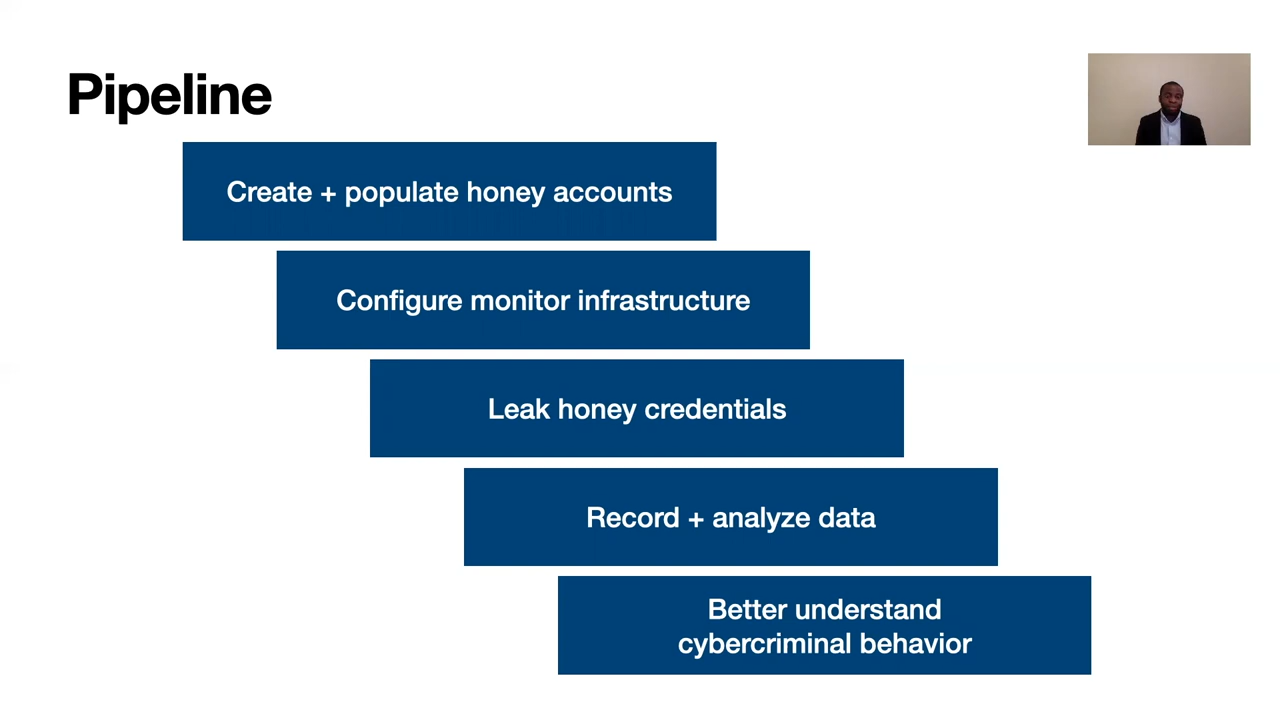 Pipeline
Create + populate honey accounts
Configure monitor infrastructure
Leak honey credentials
Record + analyze data
Better understand
cybercriminal behavior